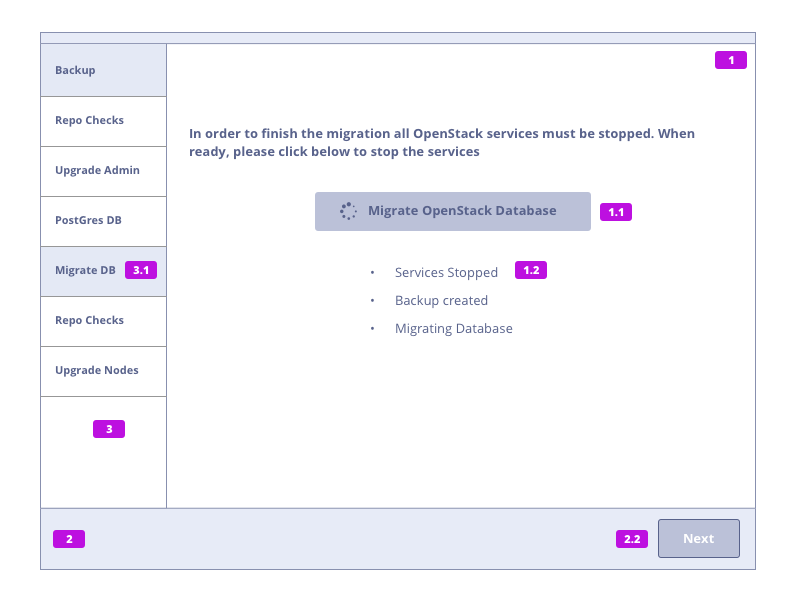 Backup
1
Repo Checks
In order to finish the migration all OpenStack services must be stopped. When
ready, please click below to stop the services
Upgrade Admin
PostGres DB
Migrate OpenStack Database 1.1
Migrate DB 3.1
• Services Stopped 1.2
• Backup created
• Migrating Database
Repo Checks
Upgrade Nodes
3
2
2.2 Next